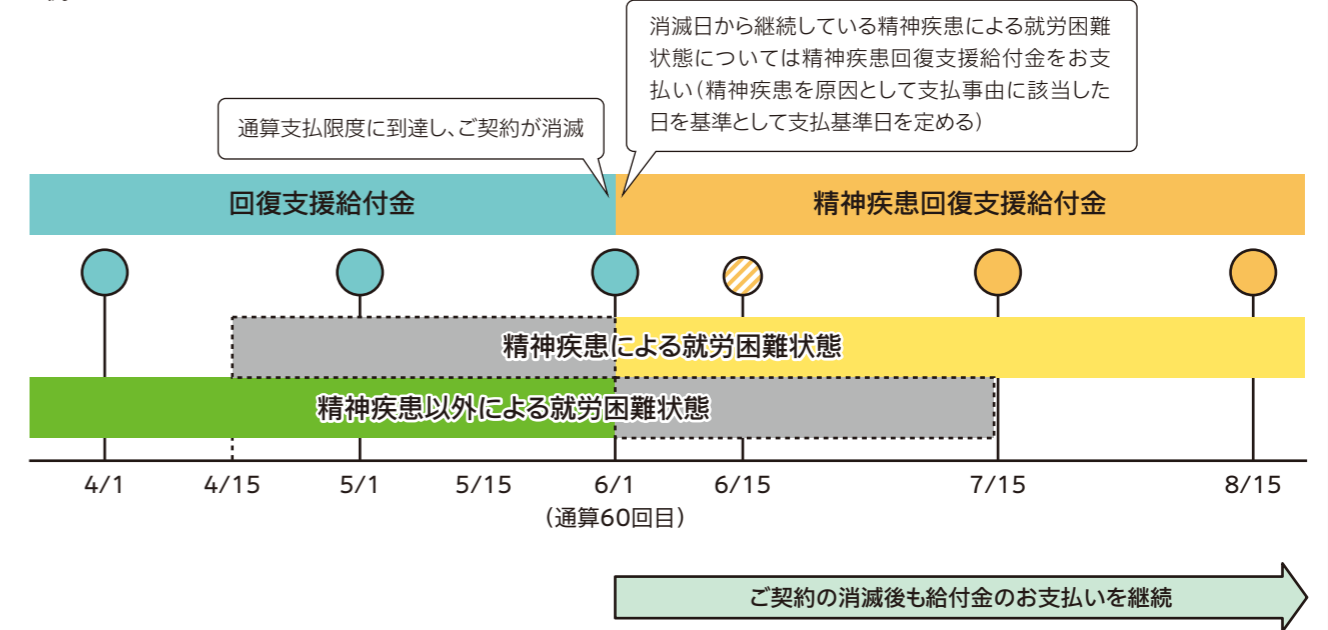 消滅日から継続している精神疾患による就労困難
状態については精神疾患回復支援給付金をお支
払い(精神疾患を原因として支払事由に該当した
日を基準として支払基準日を定める)
通算支払限度に到達し、ご契約が消滅
回復支援給付金
精神疾患回復支援給付金
精神疾患による就労困難状態
精神疾患以外による就労困難状態
4/1
4/15
5/1
5/15
6/1
6/15
7/15
8/15
(通算60回目)
ご契約の消滅後も給付金のお支払いを継続